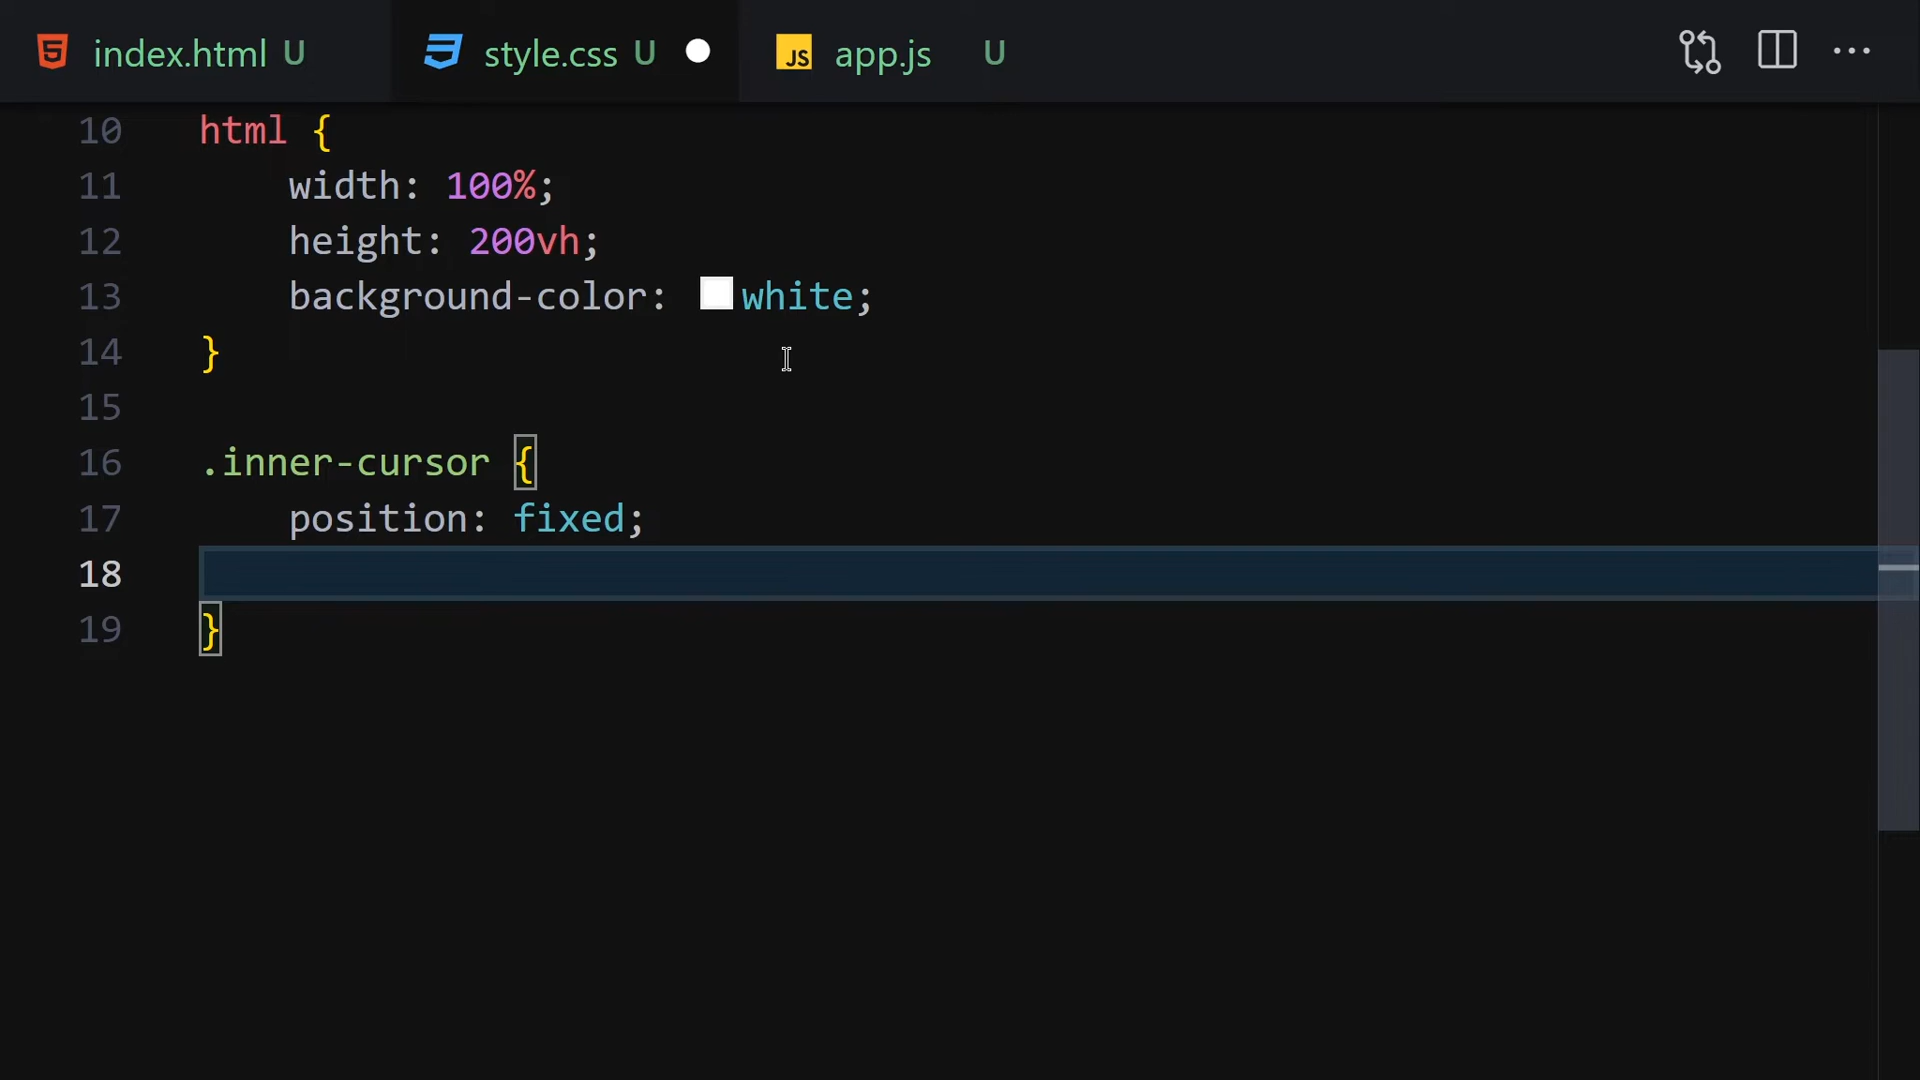 index.html U style.css U JS app.js U
10 html {
11 width: 100%;
12 height: 200vh;
13 background-color: white;
14 }
15
16 .inner-cursor {
17 position: fixed;
18
19 }